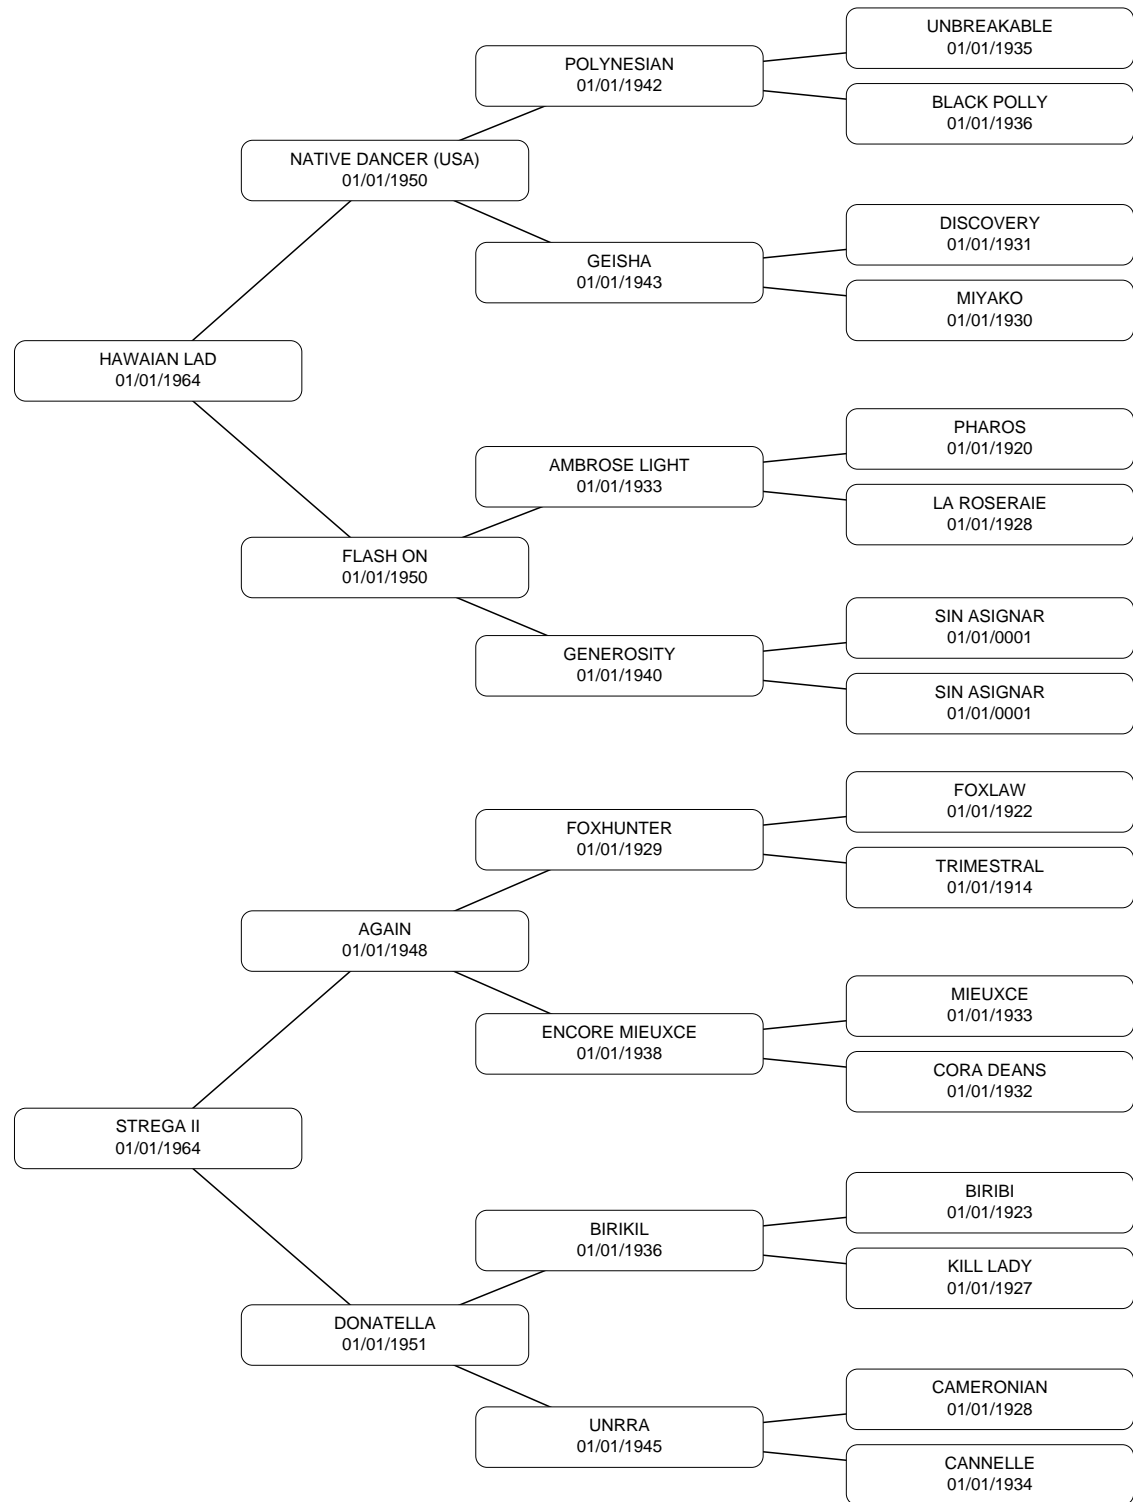 UNBREAKABLE
01/01/1935
POLYNESIAN
01/01/1942
BLACK POLLY
01/01/1936
NATIVE DANCER (USA)
01/01/1950
DISCOVERY
01/01/1931
GEISHA
01/01/1943
MIYAKO
01/01/1930
HAWAIAN LAD
01/01/1964
PHAROS
01/01/1920
AMBROSE LIGHT
01/01/1933
LA ROSERAIE
01/01/1928
FLASH ON
01/01/1950
SIN ASIGNAR
01/01/0001
GENEROSITY
01/01/1940
SIN ASIGNAR
01/01/0001
FOXLAW
01/01/1922
FOXHUNTER
01/01/1929
TRIMESTRAL
01/01/1914
AGAIN
01/01/1948
MIEUXCE
01/01/1933
ENCORE MIEUXCE
01/01/1938
CORA DEANS
01/01/1932
STREGA II
01/01/1964
BIRIBI
01/01/1923
BIRIKIL
01/01/1936
KILL LADY
01/01/1927
DONATELLA
01/01/1951
CAMERONIAN
01/01/1928
UNRRA
01/01/1945
CANNELLE
01/01/1934